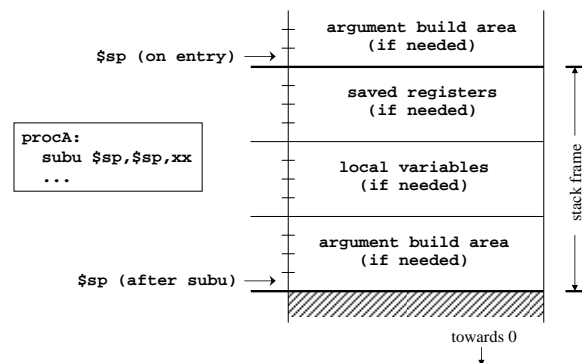 argument build area
(if needed)
$sp (on entry)
saved registers
(if needed)
procA:
subu $sp,$sp,xx
...
local variables
(if needed)
stack frame
argument build area
(if needed)
$sp (after subu)
towards 0